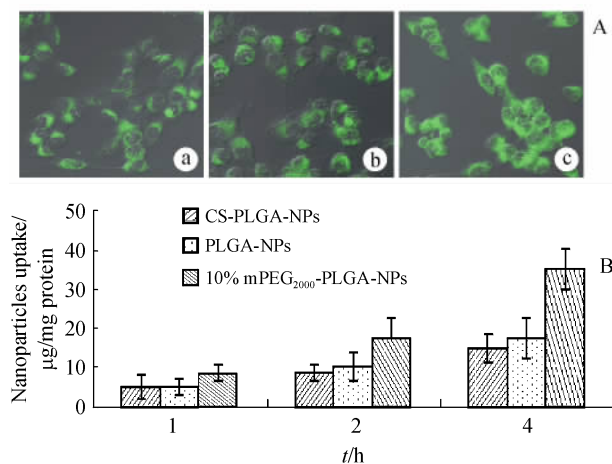 A
a
b
c
Nanoparticles uptake/
μg/mg protein
50
40
30
20
10
0
CS-PLGA-NPs
PLGA-NPs
10% mPEG₂₀₀₀-PLGA-NPs
B
1
2
4
t/h